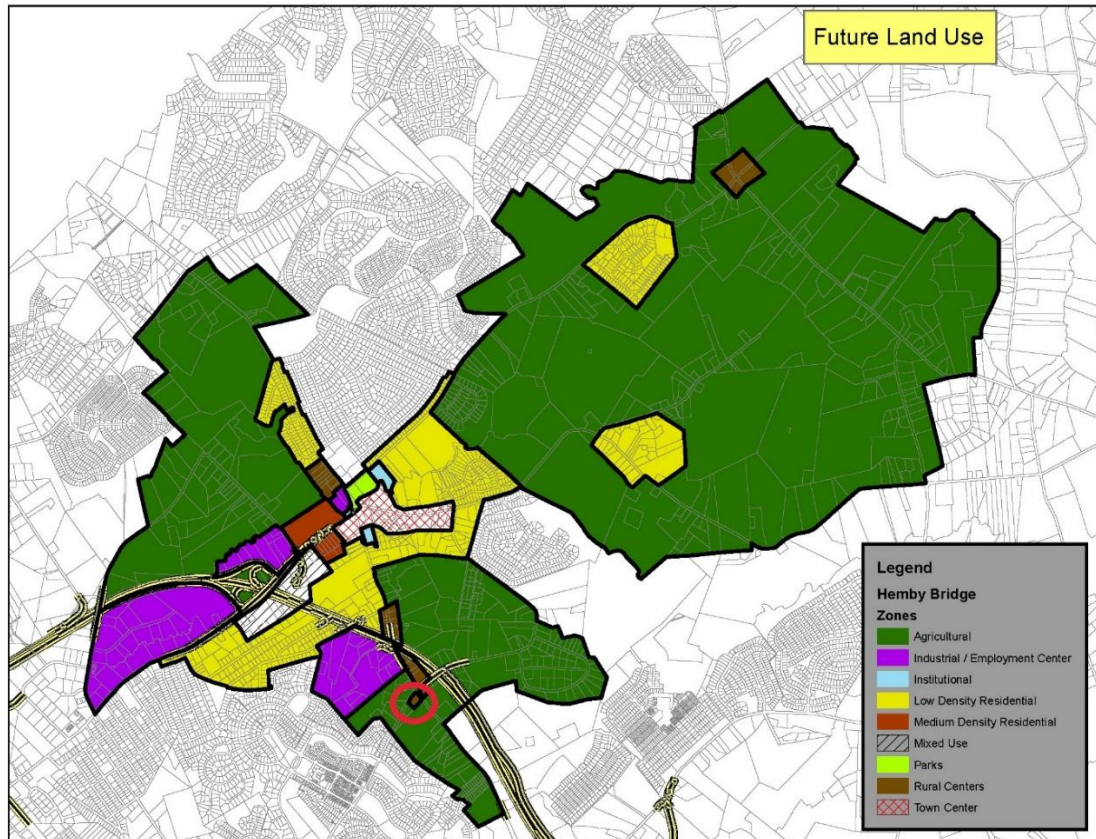 Future Land Use
Legend
Hemby Bridge
Zones
Agricultural
Industrial / Employment Center
Institutional
Low Density Residential
Medium Density Residential
Mixed Use
Parks
Rural Centers
Town Center